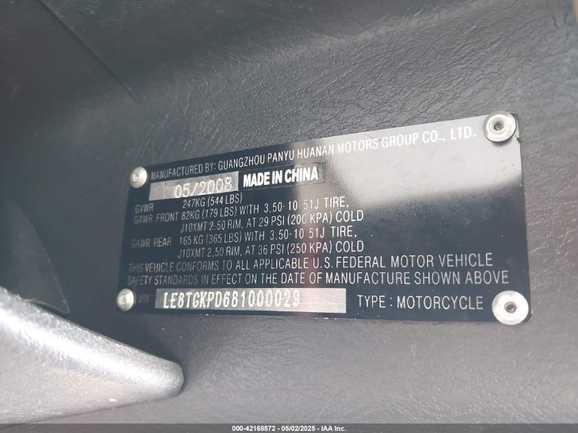 MANUFACTURED BY: GUANGZHOU PANYU HUANAN MOTORS GROUP CO., LTD.
05/2008 MADE IN CHINA
GVWR 247KG (544 LBS)
GAWR FRONT 82KG (179 LBS) WITH 3.50-10 51J TIRE,
J10XMT 2.50 RIM, AT 29 PSI (200 KPA) COLD
GAWR REAR 165 KG (365 LBS) WITH 3.50-10 51J TIRE,
J10XMT 2.50 RIM, AT 36 PSI (250 KPA) COLD
THIS VEHICLE CONFORMS TO ALL APPLICABLE U.S. FEDERAL MOTOR VEHICLE
SAFETY STANDARDS IN EFFECT ON THE DATE OF MANUFACTURE SHOWN ABOVE
VIN LE8TGKPD681000029 TYPE: MOTORCYCLE
000-42168572 - 05/02/2025 - IAA, Inc.